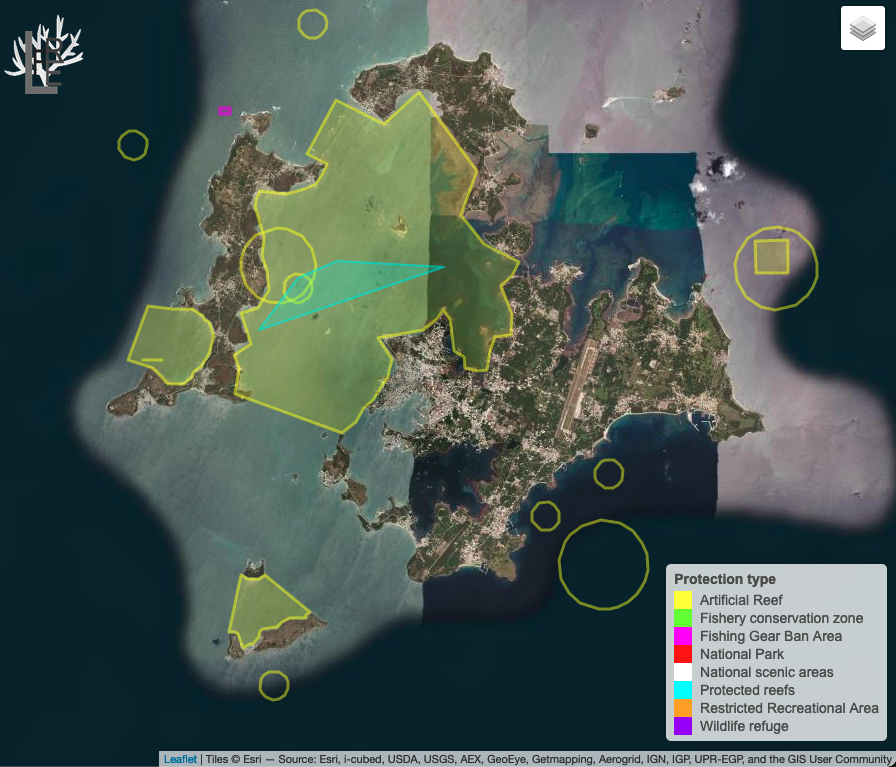 Protection type
Artificial Reef
Fishery conservation zone
Fishing Gear Ban Area
National Park
National scenic areas
Protected reefs
Restricted Recreational Area
Wildlife refuge
Leaflet | Tiles © Esri — Source: Esri, i-cubed, USDA, USGS, AEX, GeoEye, Getmapping, Aerogrid, IGN, IGP, UPR-EGP, and the GIS User Community